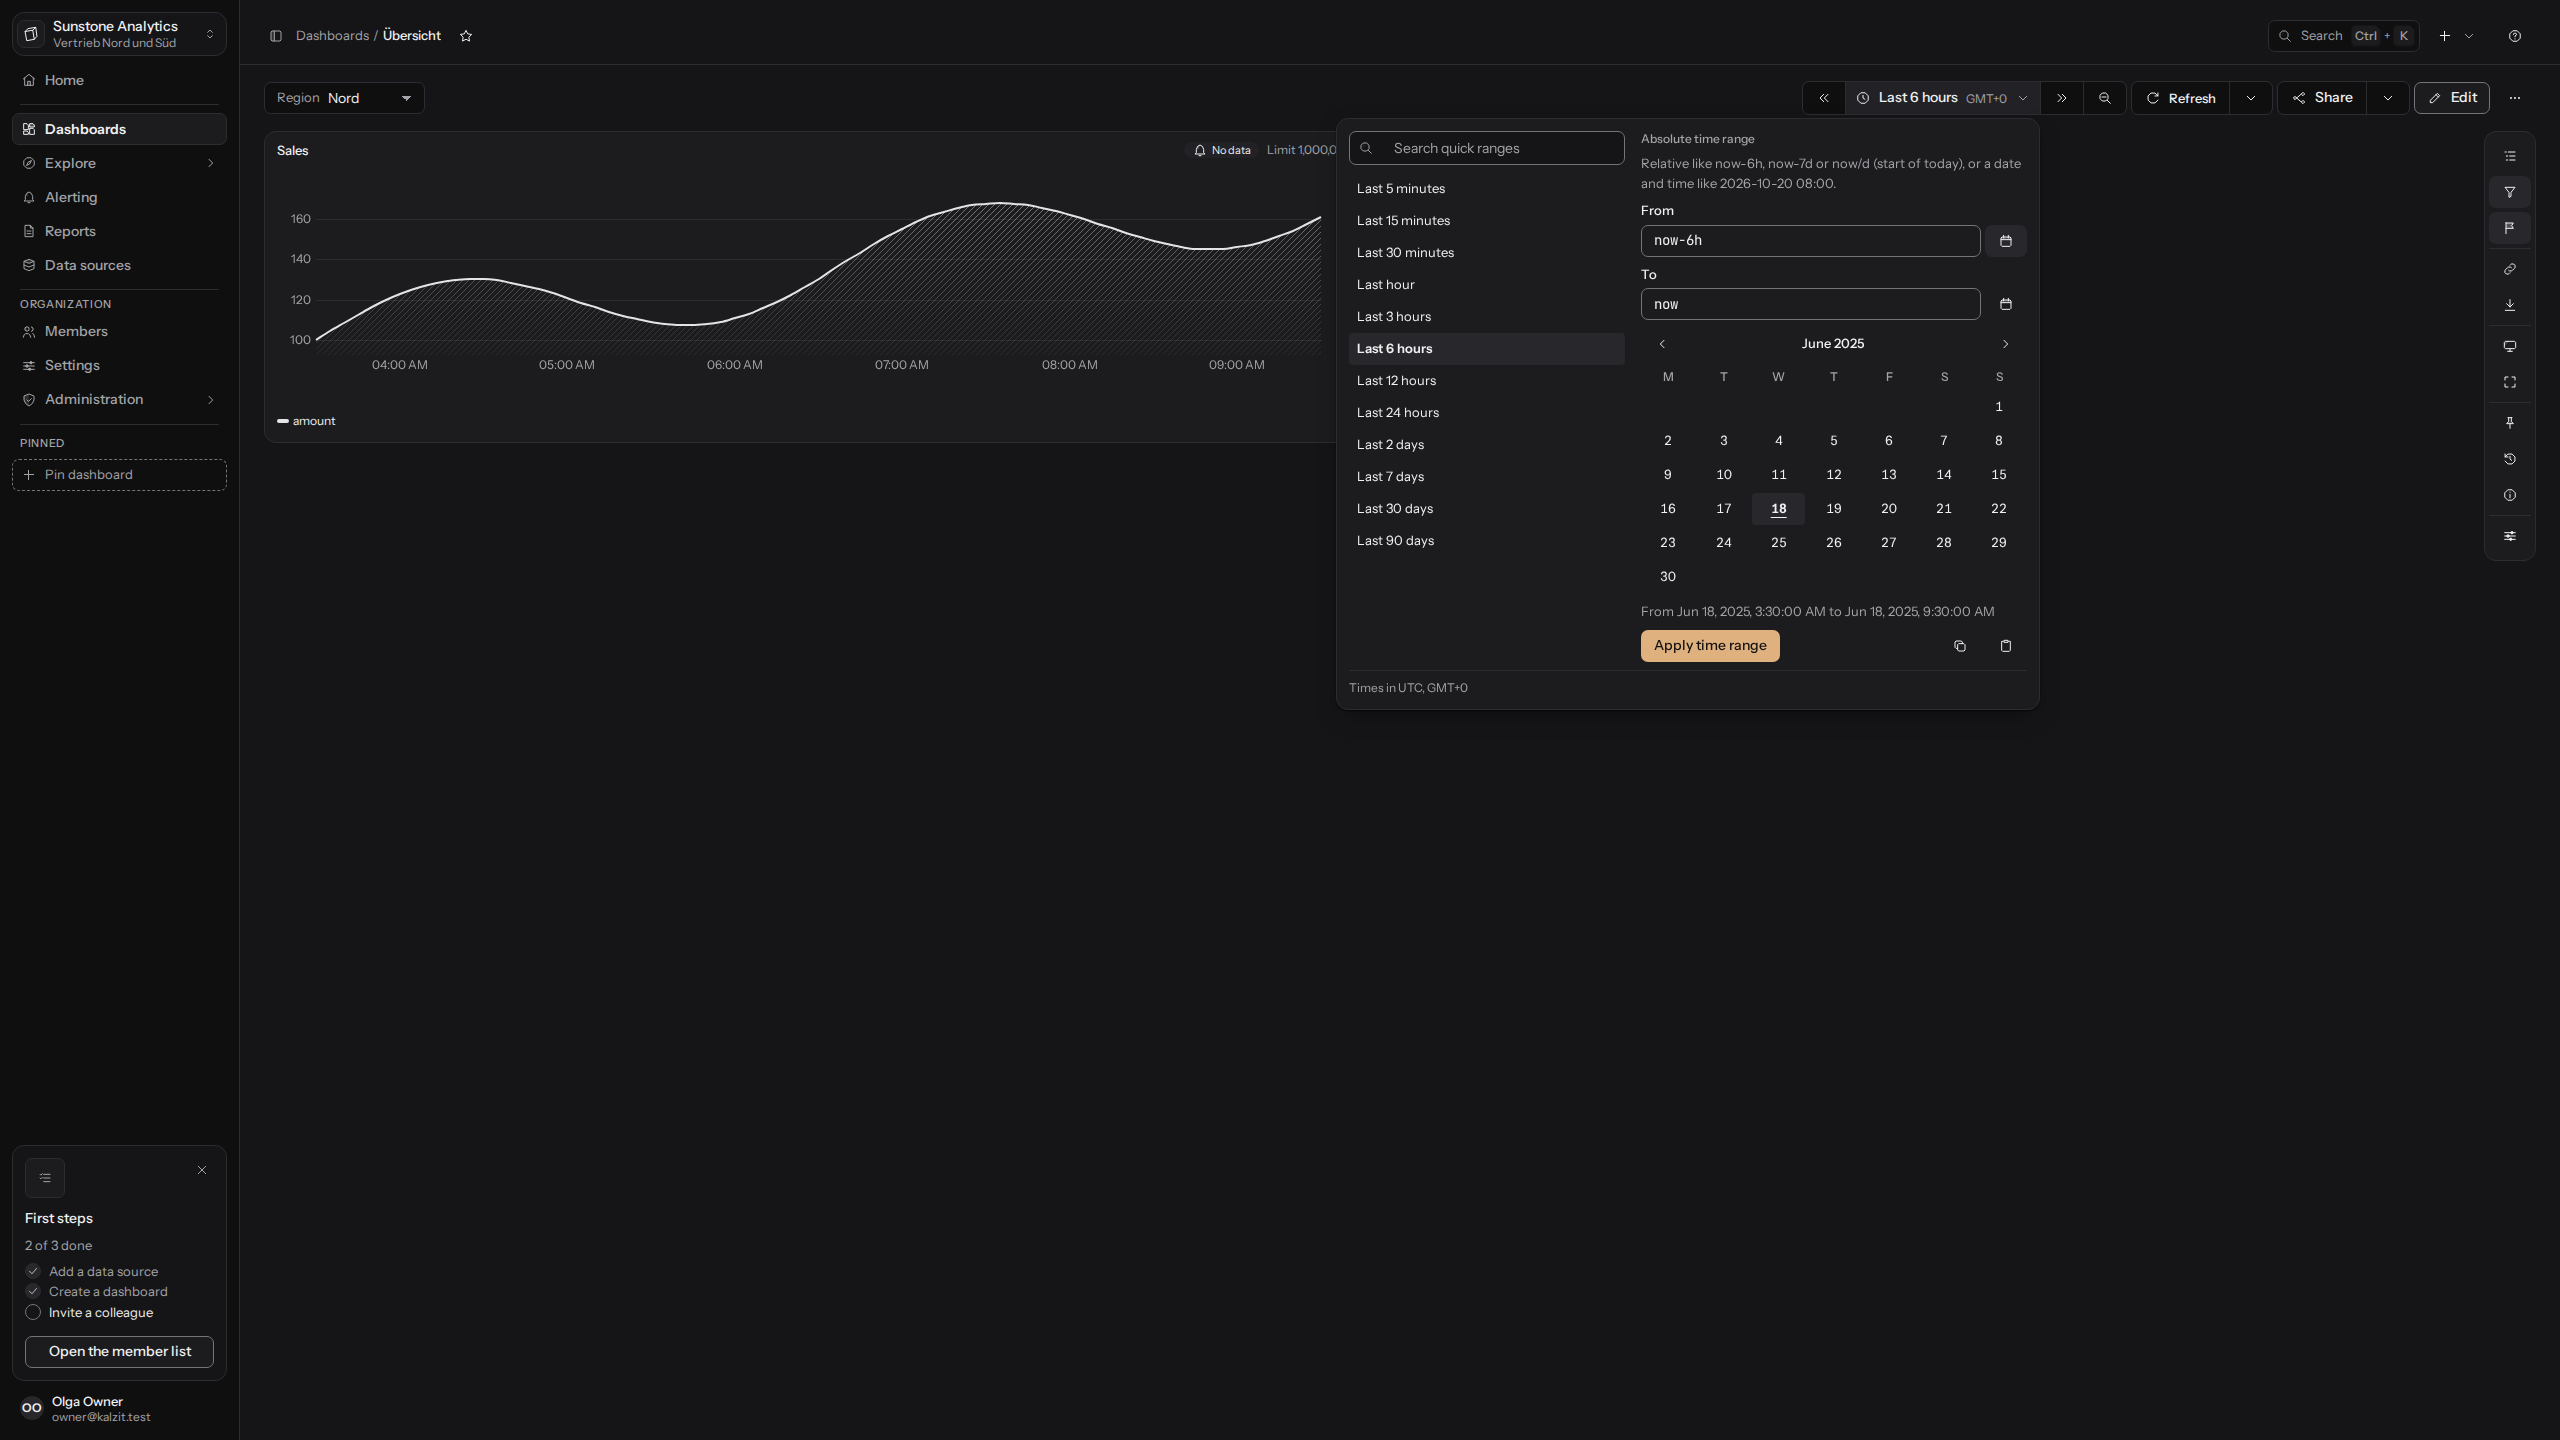 Sunstone Analytics
Vertrieb Nord und Süd
Home
Dashboards
Explore
Alerting
Reports
Data sources
ORGANIZATION
Members
Settings
Administration
PINNED
Pin dashboard
First steps
2 of 3 done
Add a data source
Create a dashboard
Invite a colleague
Open the member list
OO
Olga Owner
owner@kalzit.test
Dashboards / Übersicht
Search Ctrl + K
Region Nord
Last 6 hours GMT+0
Refresh
Share
Edit
Sales
No data
Limit 1,000,0
160
140
120
100
04:00 AM 05:00 AM 06:00 AM 07:00 AM 08:00 AM 09:00 AM
amount
Search quick ranges
Last 5 minutes
Last 15 minutes
Last 30 minutes
Last hour
Last 3 hours
Last 6 hours
Last 12 hours
Last 24 hours
Last 2 days
Last 7 days
Last 30 days
Last 90 days
Absolute time range
Relative like now-6h, now-7d or now/d (start of today), or a date
and time like 2026-10-20 08:00.
From
now-6h
To
now
June 2025
M T W T F S S
1
2 3 4 5 6 7 8
9 10 11 12 13 14 15
16 17 18 19 20 21 22
23 24 25 26 27 28 29
30
From Jun 18, 2025, 3:30:00 AM to Jun 18, 2025, 9:30:00 AM
Apply time range
Times in UTC, GMT+0